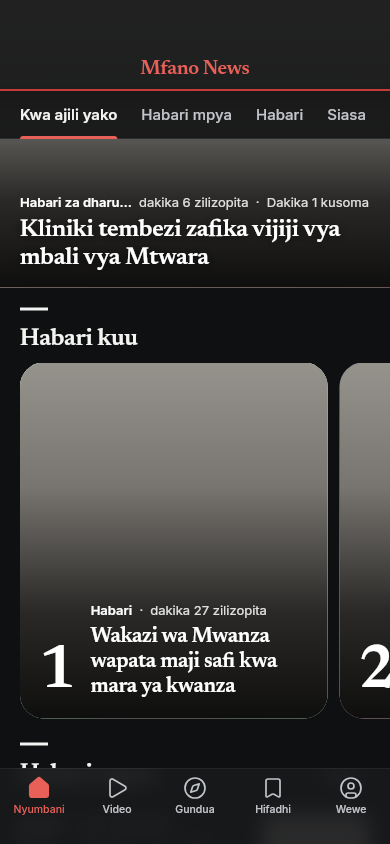 Mfano News
Kwa ajili yako Habari mpya Habari Siasa
Habari za dharu... dakika 6 zilizopita · Dakika 1 kusoma
Kliniki tembezi zafika vijiji vya
mbali vya Mtwara
Habari kuu
Habari · dakika 27 zilizopita
1 Wakazi wa Mwanza
wapata maji safi kwa
mara ya kwanza
2
Nyumbani Video Gundua Hifadhi Wewe